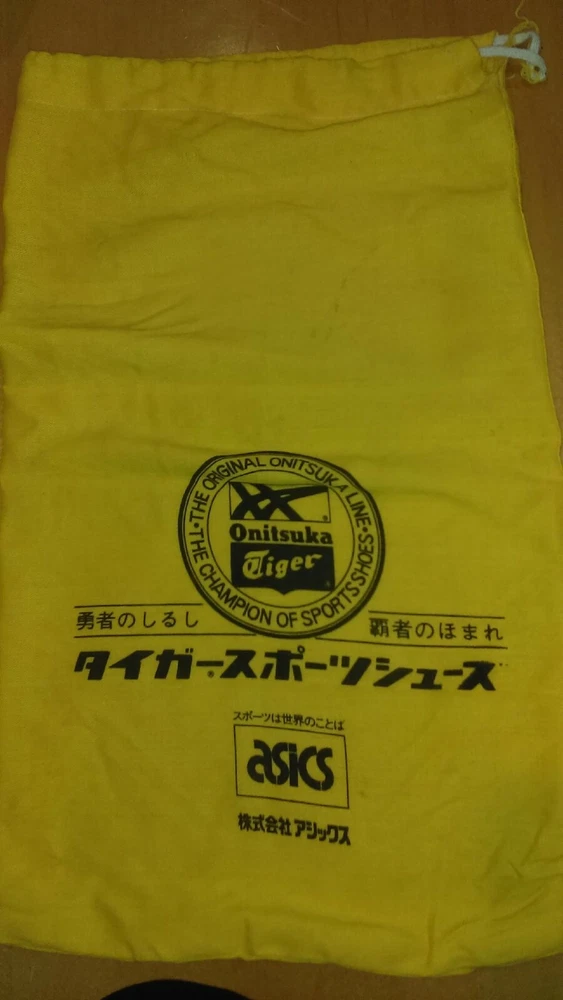 THE ORIGINAL ONITSUKA LINE•
•THE CHAMPION OF SPORTSSHOES•
Onitsuka
Tiger
勇者のしるし
覇者のほまれ
タイガースポーツシューズ
スポーツは世界のことば
asics
株式会社アシックス